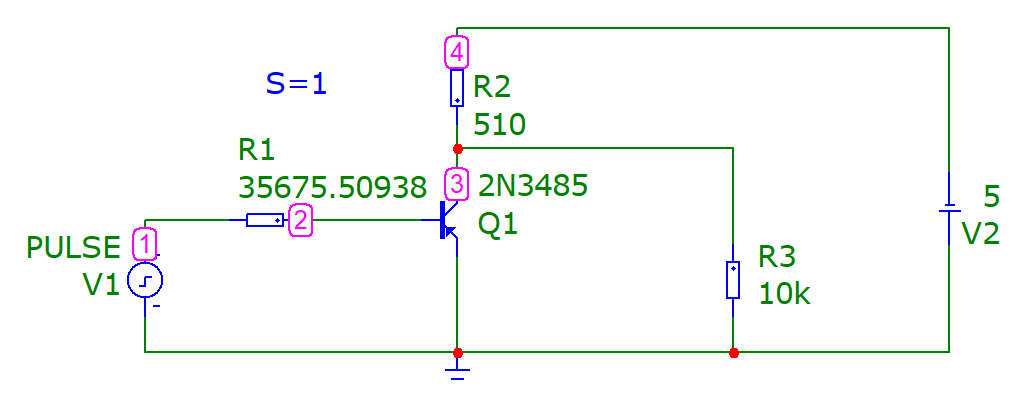 4
S=1
R2
510
R1
35675.50938
3
2N3485
Q1
2
1
PULSE
V1
5
V2
R3
10k